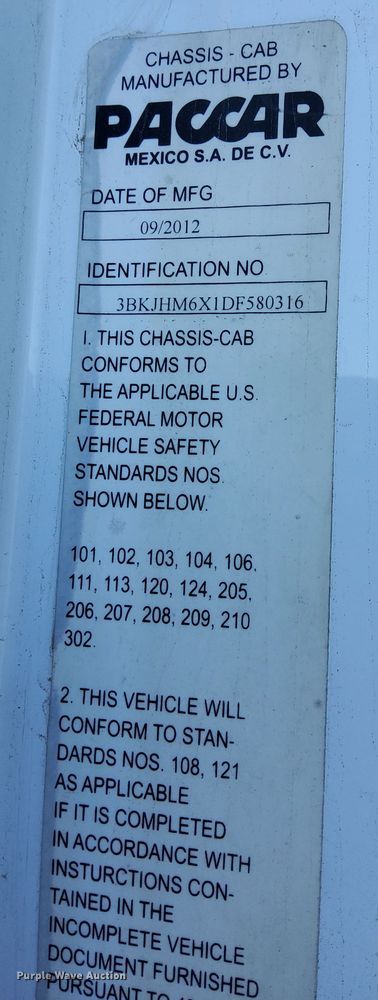 CHASSIS - CAB
MANUFACTURED BY
PACCAR
MEXICO S.A. DE C.V.
DATE OF MFG
09/2012
IDENTIFICATION NO
3BKJHM6X1DF580316
I. THIS CHASSIS-CAB
CONFORMS TO
THE APPLICABLE U.S.
FEDERAL MOTOR
VEHICLE SAFETY
STANDARDS NOS.
SHOWN BELOW.
101, 102, 103, 104, 106,
111, 113, 120, 124, 205,
206, 207, 208, 209, 210
302.
2. THIS VEHICLE WILL
CONFORM TO STAN-
DARDS NOS. 108, 121
AS APPLICABLE
IF IT IS COMPLETED
IN ACCORDANCE WITH
INSTURCTIONS CON-
TAINED IN THE
INCOMPLETE VEHICLE
DOCUMENT FURNISHED
PURSUANT TO
Purple Wave Auction